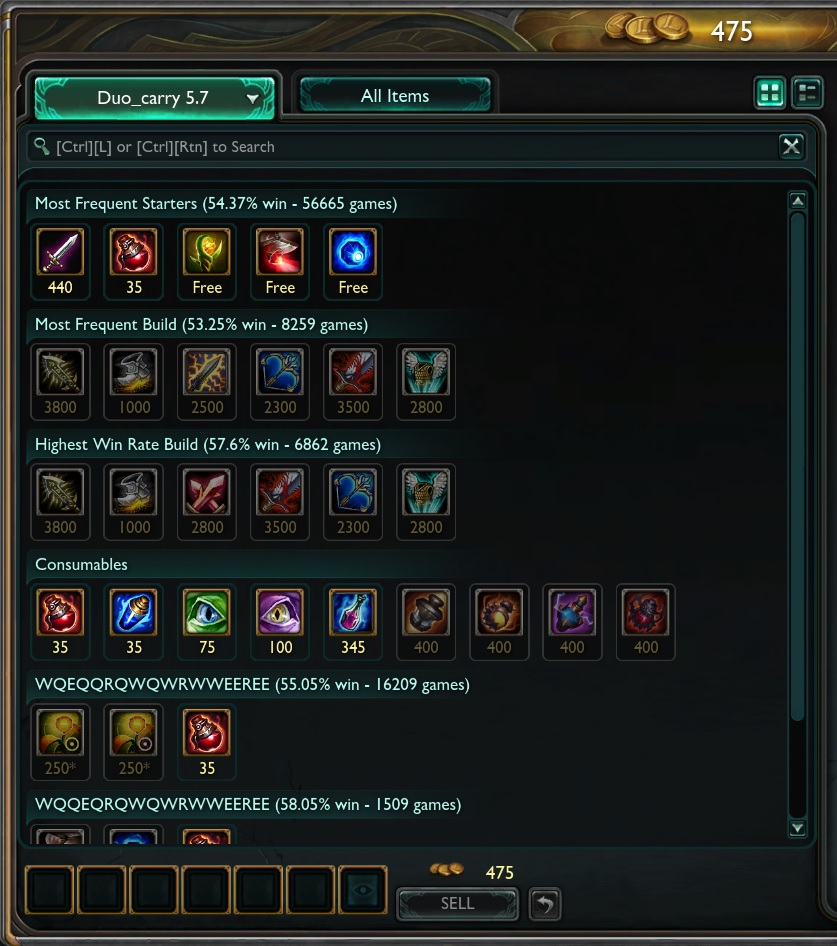 475
Duo_carry 5.7
All Items
[Ctrl][L] or [Ctrl][Rtn] to Search
Most Frequent Starters (54.37% win - 56665 games)
440 35 Free Free Free
Most Frequent Build (53.25% win - 8259 games)
3800 1000 2500 2300 3500 2800
Highest Win Rate Build (57.6% win - 6862 games)
3800 1000 2800 3500 2300 2800
Consumables
35 35 75 100 345 400 400 400 400
WQEQQRQWQWRWWEEREE (55.05% win - 16209 games)
250* 250* 35
WQQEQRQWQWRWWEEREE (58.05% win - 1509 games)
475
SELL